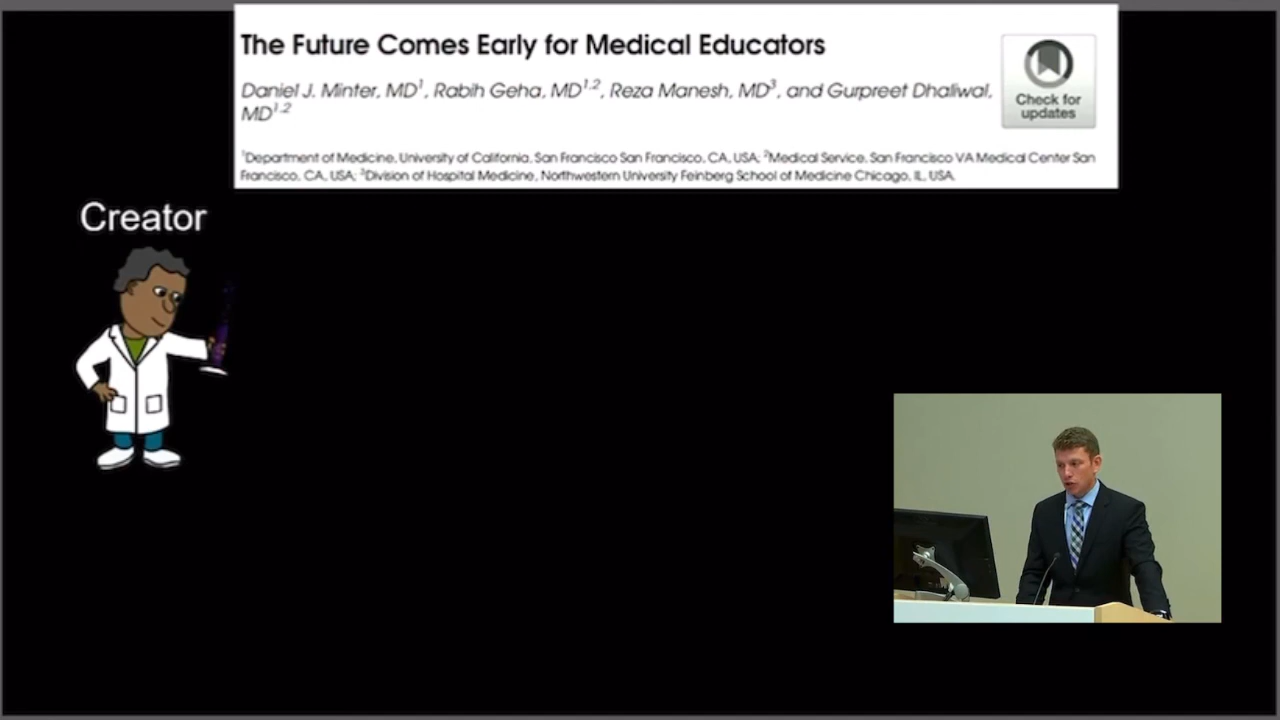 The Future Comes Early for Medical Educators
Daniel J. Minter, MD1, Rabih Geha, MD1,2, Reza Manesh, MD3, and Gurpreet Dhaliwal,
MD1,2
Check for
updates
1Department of Medicine, University of California, San Francisco San Francisco, CA, USA; 2Medical Service, San Francisco VA Medical Center San
Francisco, CA, USA; 3Division of Hospital Medicine, Northwestern University Feinberg School of Medicine Chicago, IL, USA.
Creator